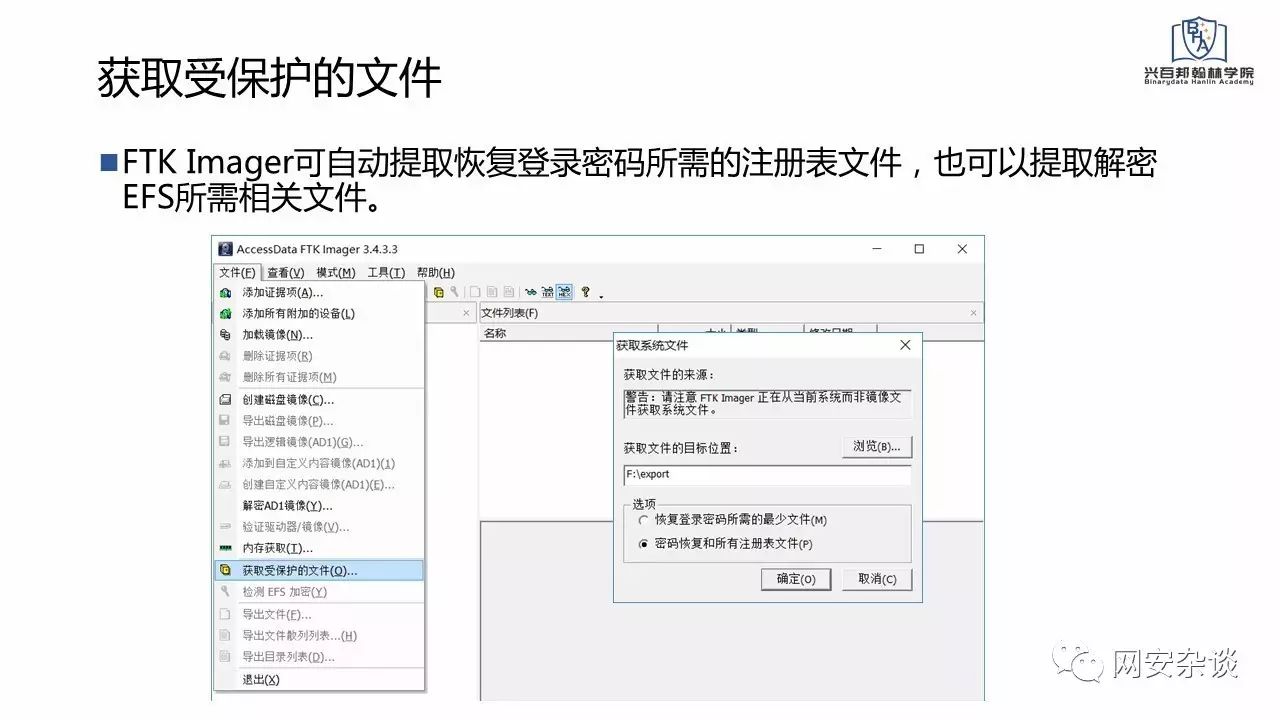 获取受保护的文件
BHA
兴百邦翰林学院
Binarydata Hanlin Academy
■FTK Imager可自动提取恢复登录密码所需的注册表文件，也可以提取解密
EFS所需相关文件。
AccessData FTK Imager 3.4.3.3
文件(F) 查看(V) 模式(M) 工具(T) 帮助(H)
添加证据项(A)...
添加所有附加的设备(L)
加载镜像(N)...
删除证据项(R)
删除所有证据项(M)
创建磁盘镜像(C)...
导出磁盘镜像(P)...
导出逻辑镜像(AD1)(G)...
添加到自定义内容镜像(AD1)(1)
创建自定义内容镜像(AD1)(E)...
解密AD1镜像(Y)...
验证驱动器/镜像(V)...
内存获取(T)...
获取受保护的文件(O)...
检测 EFS 加密(Y)
导出文件(F)...
导出文件散列列表...(H)
导出目录列表(D)...
退出(X)
TEXT HEX
文件列表(F)
名称 大小 类型 修改日期
获取系统文件
获取文件的来源：
警告：请注意 FTK Imager 正在从当前系统而非镜像文
件获取系统文件。
获取文件的目标位置：
浏览(B)...
F:\export
选项
恢复登录密码所需的最少文件(M)
密码恢复和所有注册表文件(P)
确定(O) 取消(C)
网安杂谈